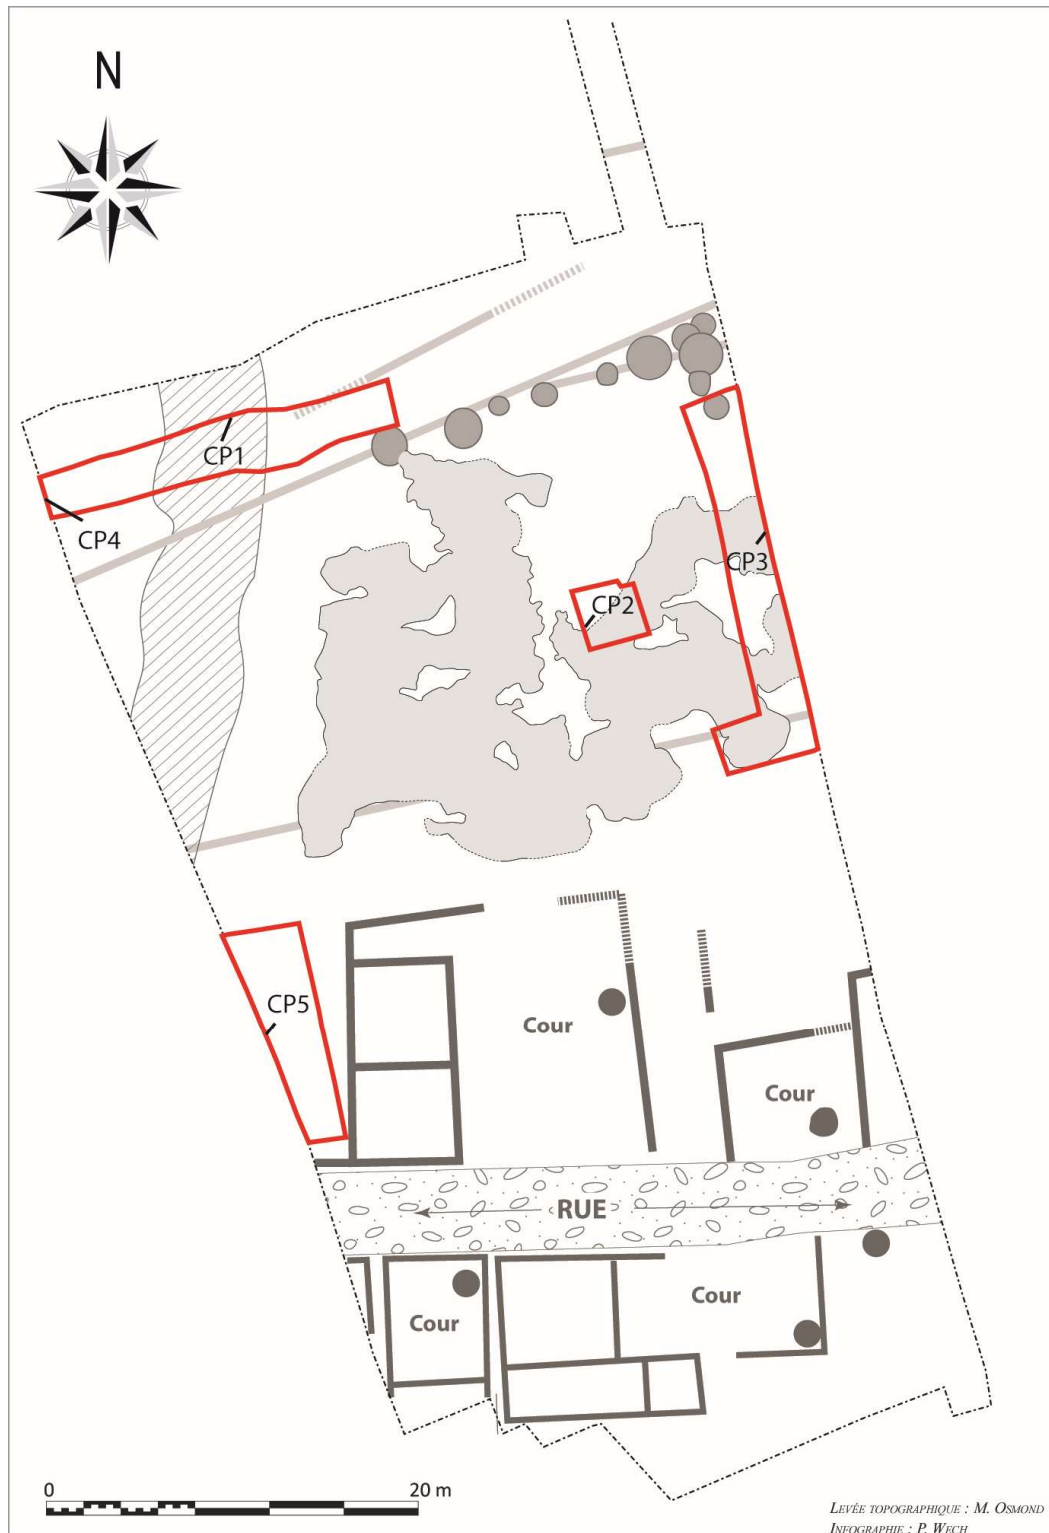 N
CP1
CP4
CP3
CP2
CP5
Cour
Cour
RUE
Cour
Cour
0 20 m
LEVÉE TOPOGRAPHIQUE : M. OSMOND
INFOGRAPHIE : P. WECH